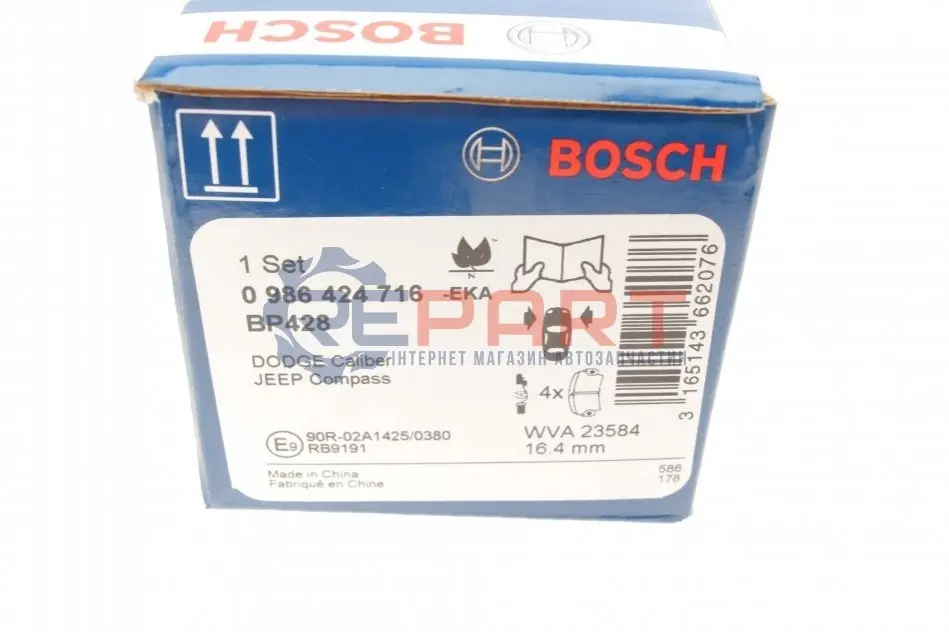 BOSCH
BOSCH
1 Set
0 986 424 716 -EKA
BP428
N
DODGE Caliber
JEEP Compass
4x
E9 90R-02A1425/0380
RB9191
WVA 23584
16.4 mm
Made in China
Fabriqué en Chine
586
178
3 165143 662076
REPART
ІНТЕРНЕТ МАГАЗИН АВТОЗАПЧАСТИН